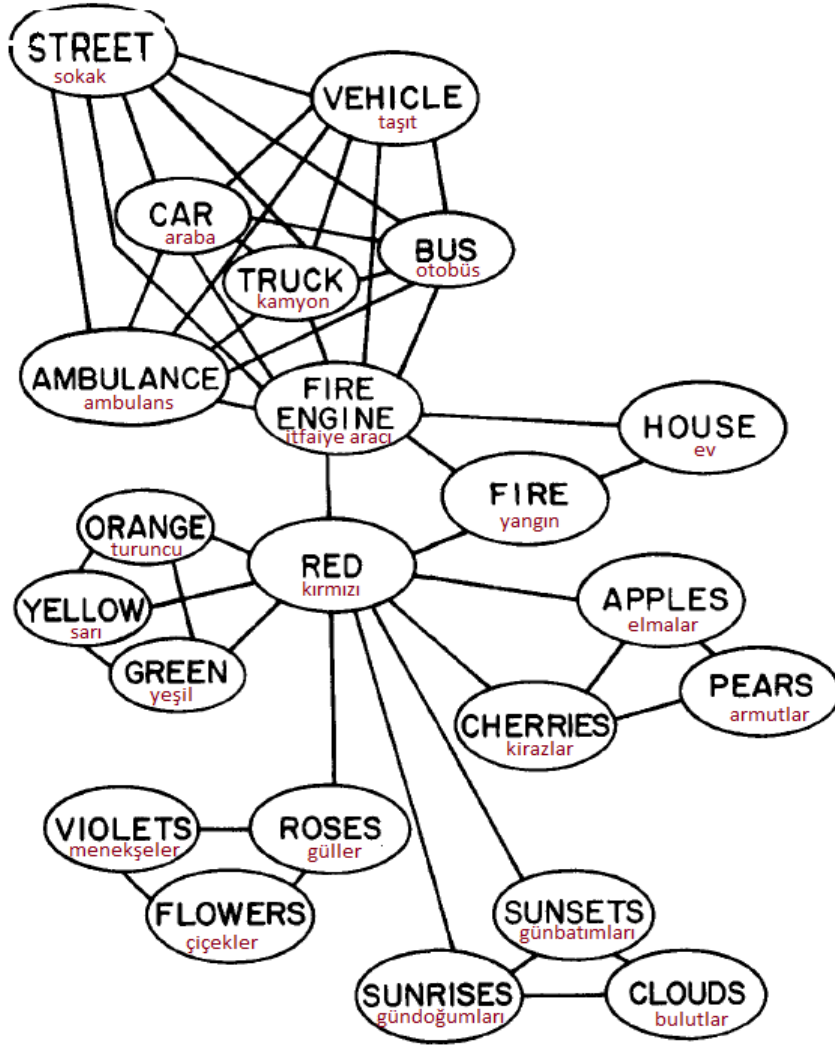 STREET
sokak
VEHICLE
taşıt
CAR
araba
BUS
otobüs
TRUCK
kamyon
AMBULANCE
ambulans
FIRE
ENGINE
itfaiye aracı
HOUSE
ev
FIRE
yangın
ORANGE
turuncu
RED
kırmızı
YELLOW
sarı
APPLES
elmalar
GREEN
yeşil
PEARS
armutlar
CHERRIES
kirazlar
VIOLETS
menekşeler
ROSES
güller
FLOWERS
çiçekler
SUNSETS
günbatımları
SUNRISES
gündoğumları
CLOUDS
bulutlar